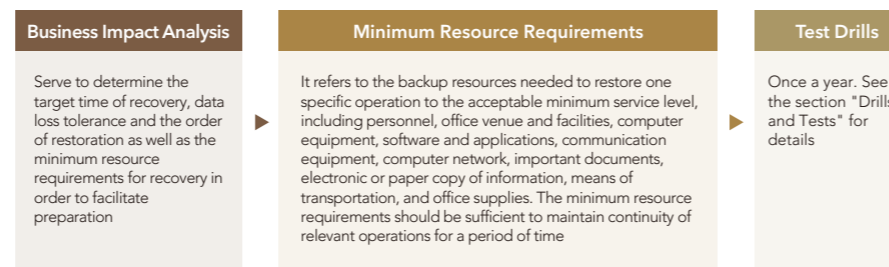 Business Impact Analysis
Serve to determine the
target time of recovery, data
loss tolerance and the order
of restoration as well as the
minimum resource
requirements for recovery in
order to facilitate
preparation
Minimum Resource Requirements
It refers to the backup resources needed to restore one
specific operation to the acceptable minimum service level,
including personnel, office venue and facilities, computer
equipment, software and applications, communication
equipment, computer network, important documents,
electronic or paper copy of information, means of
transportation, and office supplies. The minimum resource
requirements should be sufficient to maintain continuity of
relevant operations for a period of time
Test Drills
Once a year. See
the section "Drills
and Tests" for
details